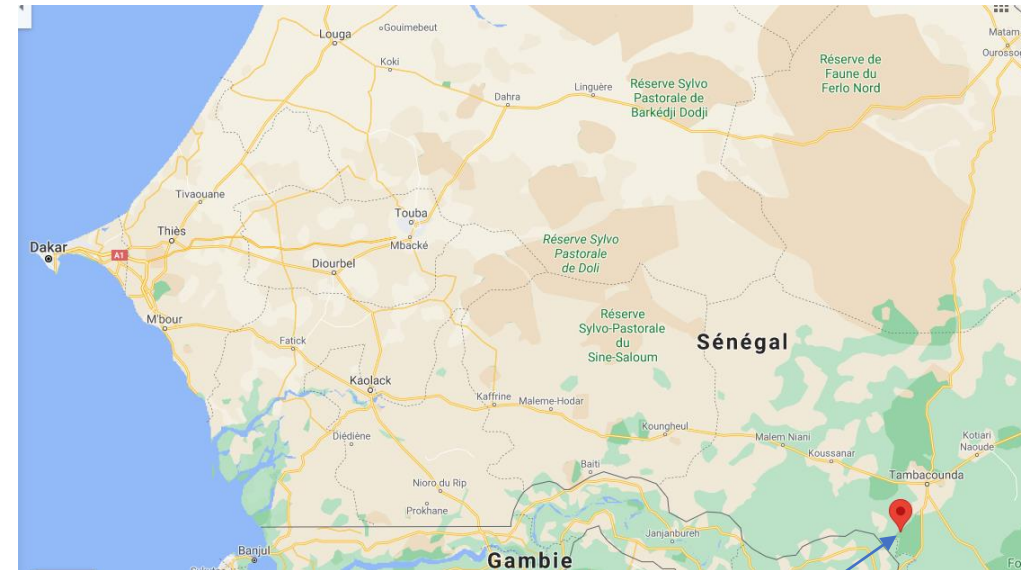 Louga
Gouimebeut
Koki
Dahra
Linguère
Réserve Sylvo
Pastorale de
Barkédji Dodji
Réserve de
Faune du
Ferlo Nord
Matam
Tivaouane
Thiès
Touba
Mbacké
Dakar
A1
Diourbel
Réserve Sylvo
Pastorale
de Doli
M'bour
Fatick
Réserve
Sylvo-Pastorale
du
Sine-Saloum
Sénégal
Kaolack
Kaffrine
Maleme-Hodar
Diédiène
Koungheul
Malem Niani
Koussanar
Kotiari
Naoude
Baiti
Nioro du Rip
Tambacounda
Prokhane
Janjanbureh
Banjul
Gambie